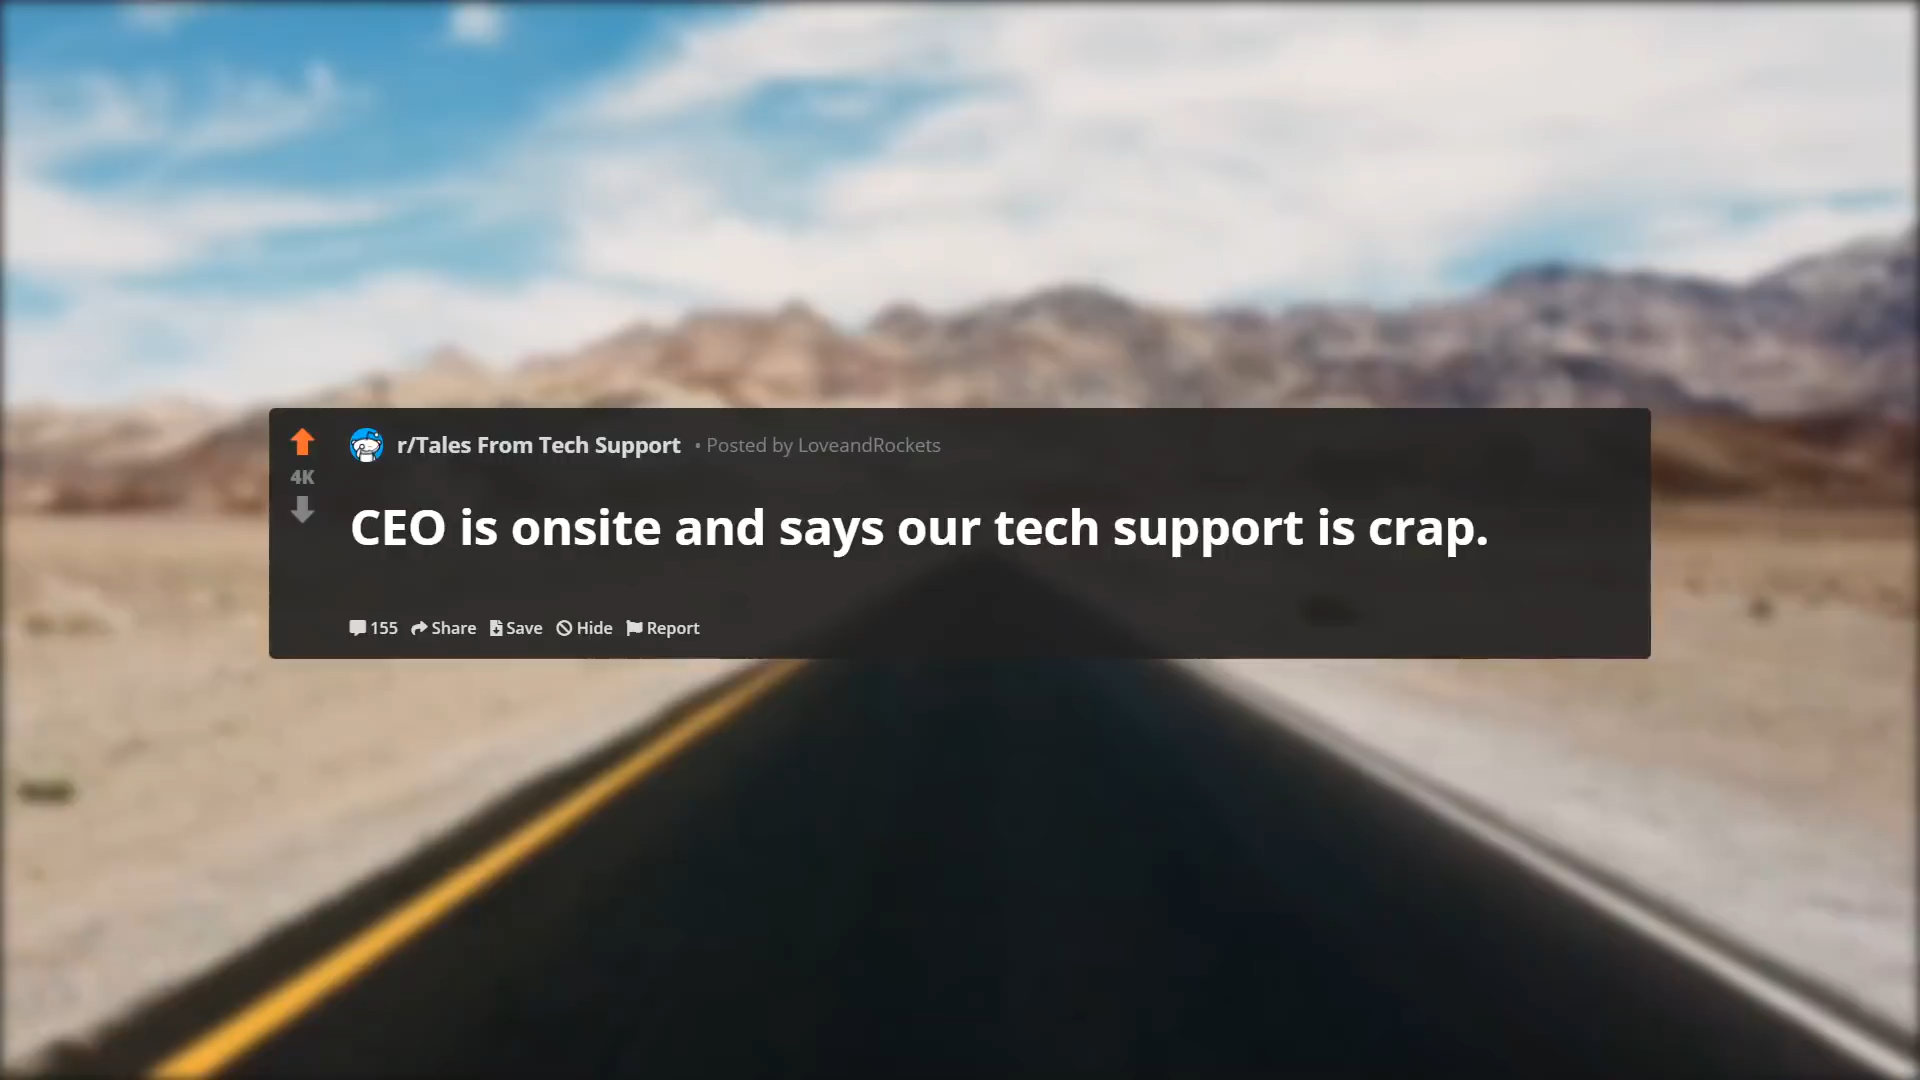 r/Tales From Tech Support • Posted by LoveandRockets
4K
CEO is onsite and says our tech support is crap.
155 Share Save Hide Report